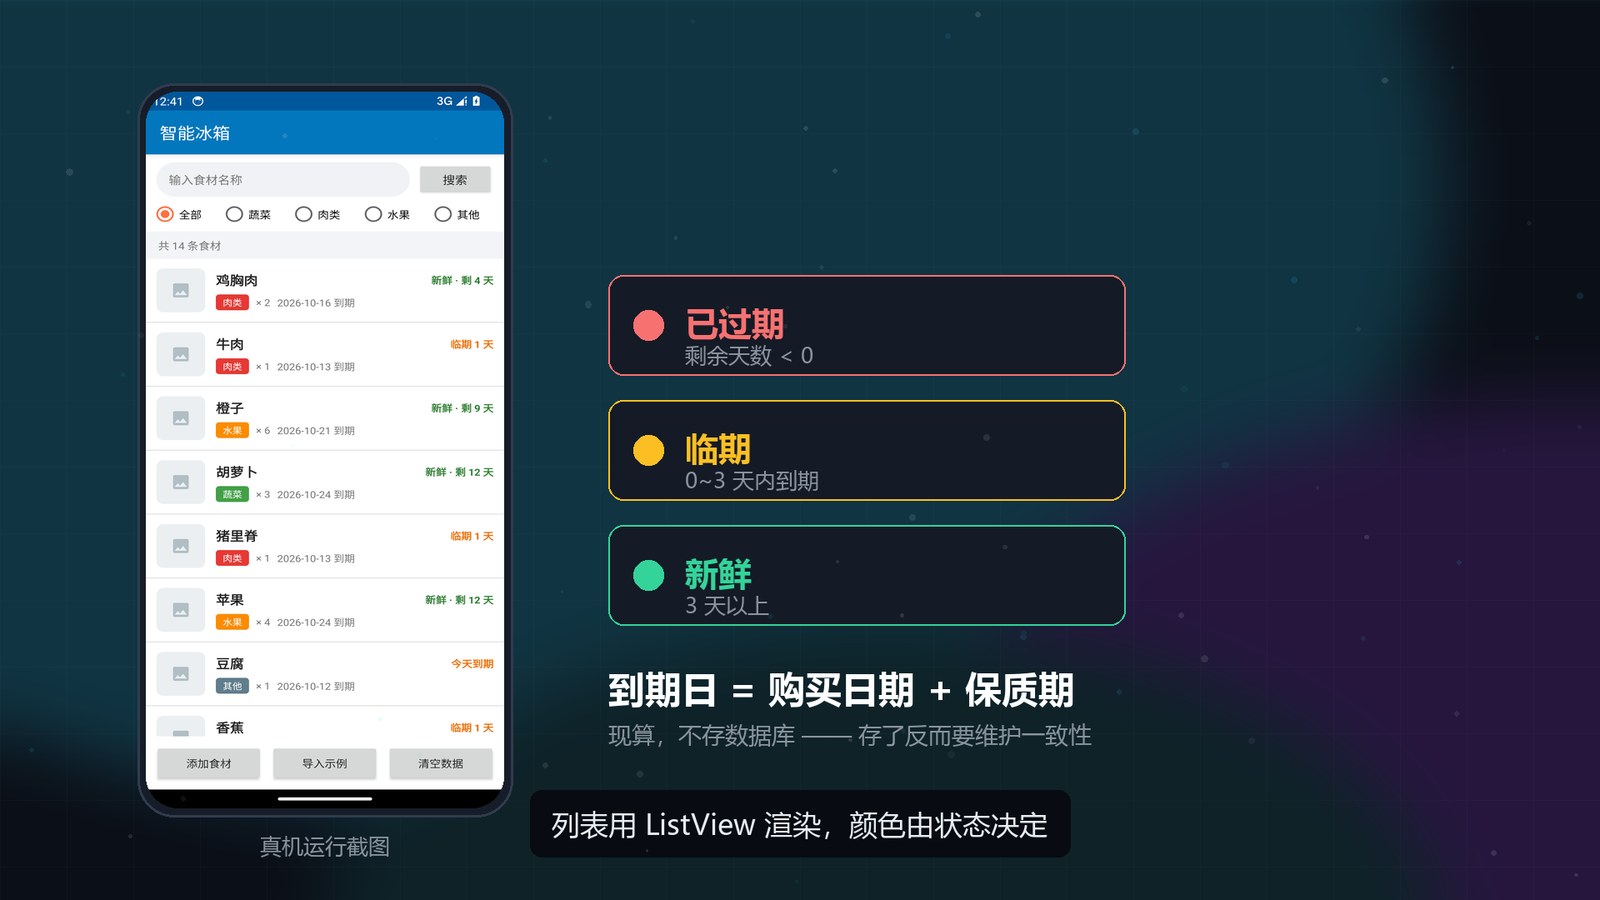 12:41
3G
智能冰箱
输入食材名称
搜索
全部 蔬菜 肉类 水果 其他
共 14 条食材
鸡胸肉
新鲜 · 剩 4 天
肉类 × 2 2026-10-16 到期
牛肉
临期 1 天
肉类 × 1 2026-10-13 到期
橙子
新鲜 · 剩 9 天
水果 × 6 2026-10-21 到期
胡萝卜
新鲜 · 剩 12 天
蔬菜 × 3 2026-10-24 到期
猪里脊
临期 1 天
肉类 × 1 2026-10-13 到期
苹果
新鲜 · 剩 12 天
水果 × 4 2026-10-24 到期
豆腐
今天到期
其他 × 1 2026-10-12 到期
香蕉
临期 1 天
添加食材 导入示例 清空数据
真机运行截图
已过期
剩余天数 < 0
临期
0~3 天内到期
新鲜
3 天以上
到期日 = 购买日期 + 保质期
现算，不存数据库 —— 存了反而要维护一致性
列表用 ListView 渲染，颜色由状态决定